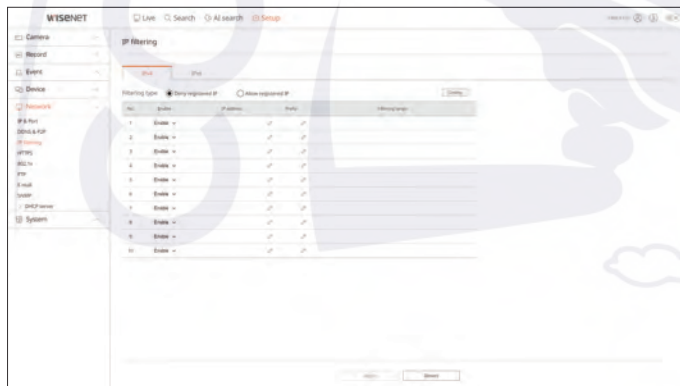 WISENET
Live Search AI search Setup
Camera
Record
Event
Device
Network
IP & Port
DDNS & P2P
IP filtering
HTTPS
802.1x
FTP
E-mail
SNMP
DHCP server
System
IP filtering
IPv4 IPv6
Filtering type Deny registered IP Allow registered IP
No. Enable IP address Prefix Filtering range
1 Enable
2 Enable
3 Enable
4 Enable
5 Enable
6 Enable
7 Enable
8 Enable
9 Enable
10 Enable